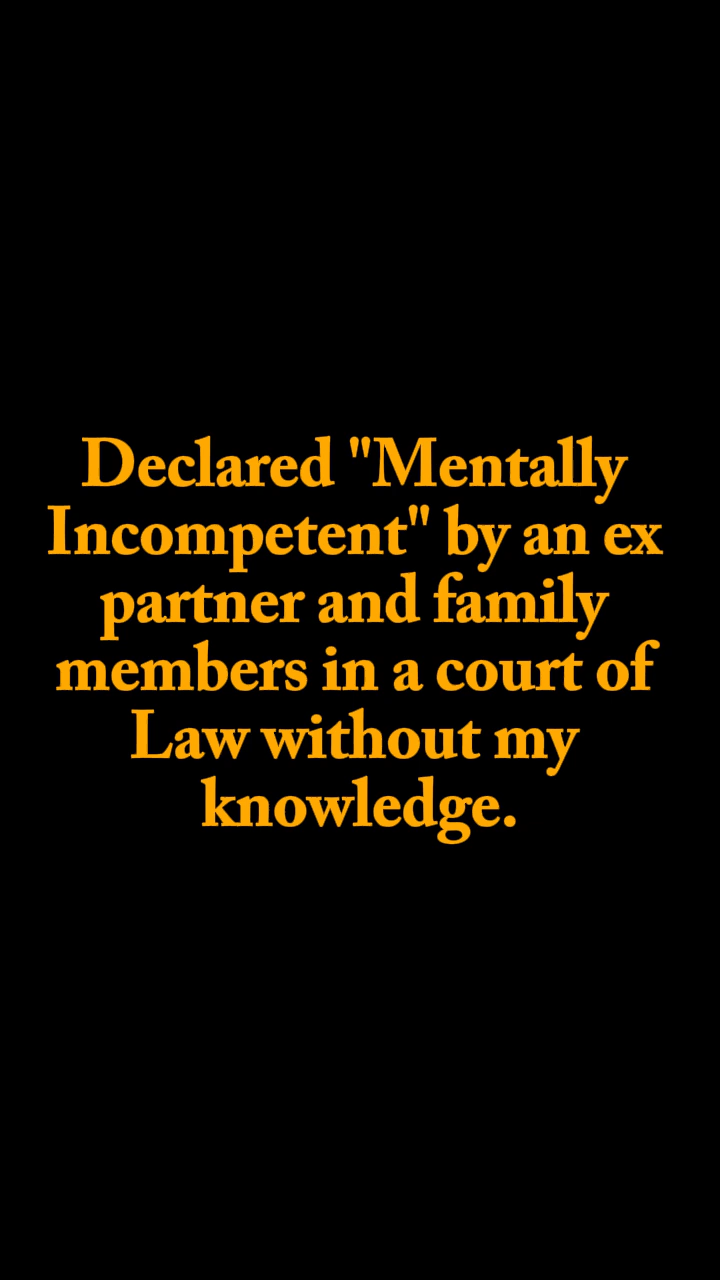 Declared "Mentally
Incompetent" by an ex
partner and family
members in a court of
Law without my
knowledge.